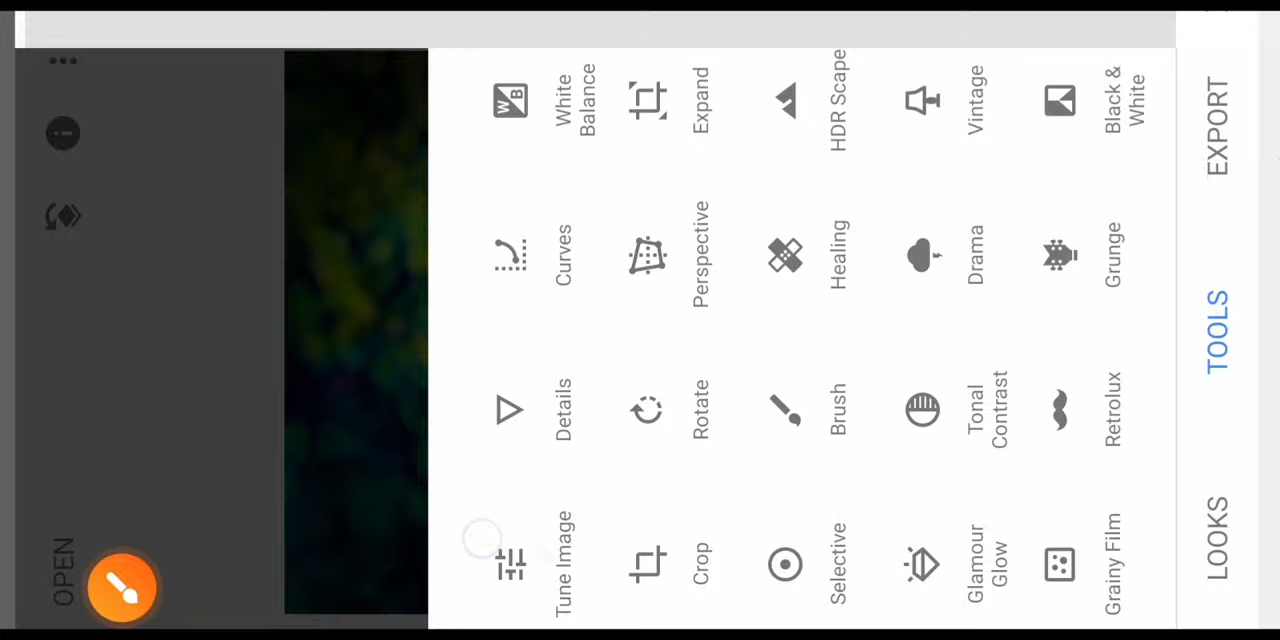 OPEN
Tune Image
Details
Curves
White
Balance
Crop
Rotate
Perspective
Expand
Selective
Brush
Healing
HDR Scape
Glamour
Glow
Tonal
Contrast
Drama
Vintage
Grainy Film
Retrolux
Grunge
Black &
White
LOOKS
TOOLS
EXPORT